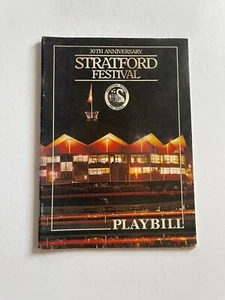 30TH ANNIVERSARY
STRATFORD
FESTIVAL
PLAYBILL